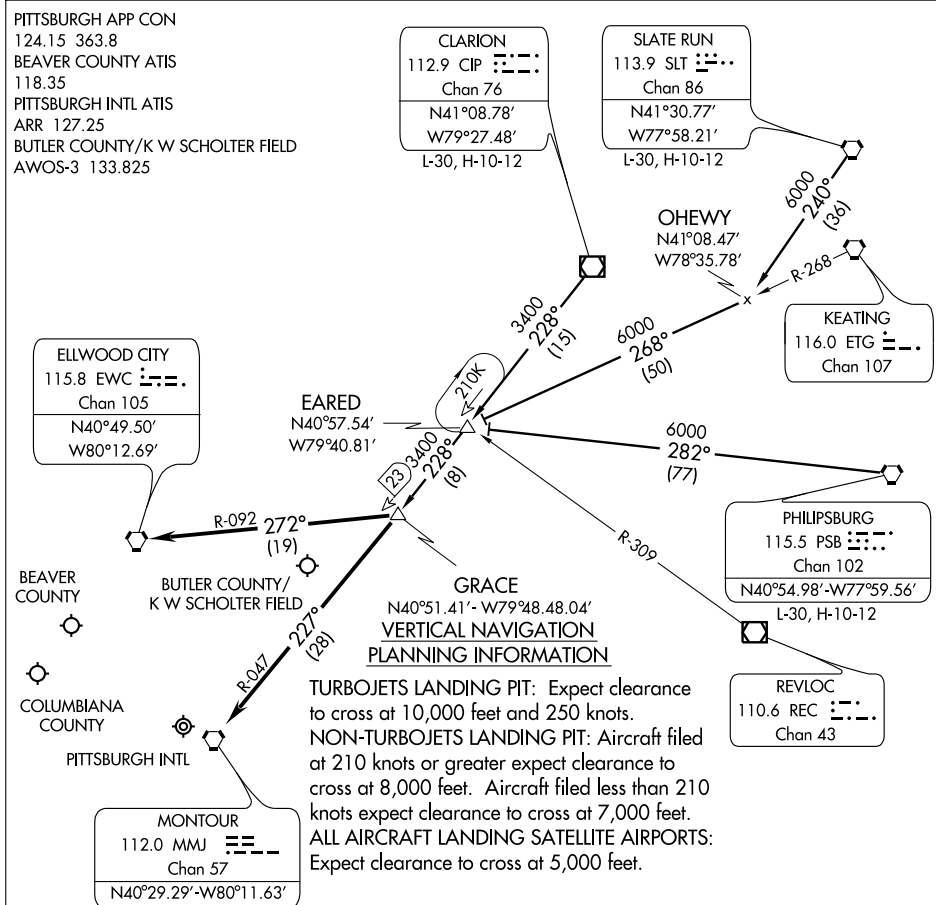 PITTSBURGH APP CON
124.15 363.8
BEAVER COUNTY ATIS
118.35
PITTSBURGH INTL ATIS
ARR 127.25
BUTLER COUNTY/K W SCHOLTER FIELD
AWOS-3 133.825
CLARION
112.9 CIP
Chan 76
N41°08.78'
W79°27.48'
L-30, H-10-12
SLATE RUN
113.9 SLT
Chan 86
N41°30.77'
W77°58.21'
L-30, H-10-12
6000
240°
(36)
OHEWY
N41°08.47'
W78°35.78'
x
R-268
KEATING
116.0 ETG
Chan 107
3400
228°
(15)
6000
268°
(50)
210K
ELLWOOD CITY
115.8 EWC
Chan 105
N40°49.50'
W80°12.69'
EARED
N40°57.54'
W79°40.81'
6000
282°
(77)
3400
228°
(8)
23
PHILIPSBURG
115.5 PSB
Chan 102
N40°54.98'-W77°59.56'
L-30, H-10-12
R-309
R-092
272°
(19)
BUTLER COUNTY/
K W SCHOLTER FIELD
BEAVER
COUNTY
GRACE
N40°51.41'- W79°48.48.04'
227°
(28)
R-047
COLUMBIANA
COUNTY
PITTSBURGH INTL
REVLOC
110.6 REC
Chan 43
MONTOUR
112.0 MMJ
Chan 57
N40°29.29'-W80°11.63'
VERTICAL NAVIGATION
PLANNING INFORMATION
TURBOJETS LANDING PIT: Expect clearance
to cross at 10,000 feet and 250 knots.
NON-TURBOJETS LANDING PIT: Aircraft filed
at 210 knots or greater expect clearance to
cross at 8,000 feet. Aircraft filed less than 210
knots expect clearance to cross at 7,000 feet.
ALL AIRCRAFT LANDING SATELLITE AIRPORTS:
Expect clearance to cross at 5,000 feet.